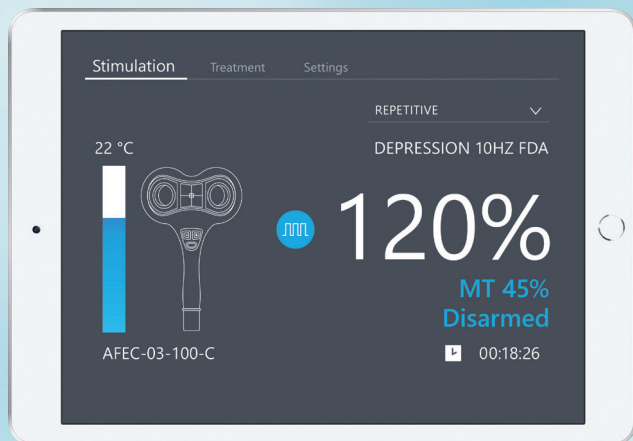 Stimulation Treatment Settings
REPETITIVE
22 °C
DEPRESSION 10HZ FDA
120%
MT 45%
Disarmed
AFEC-03-100-C
00:18:26